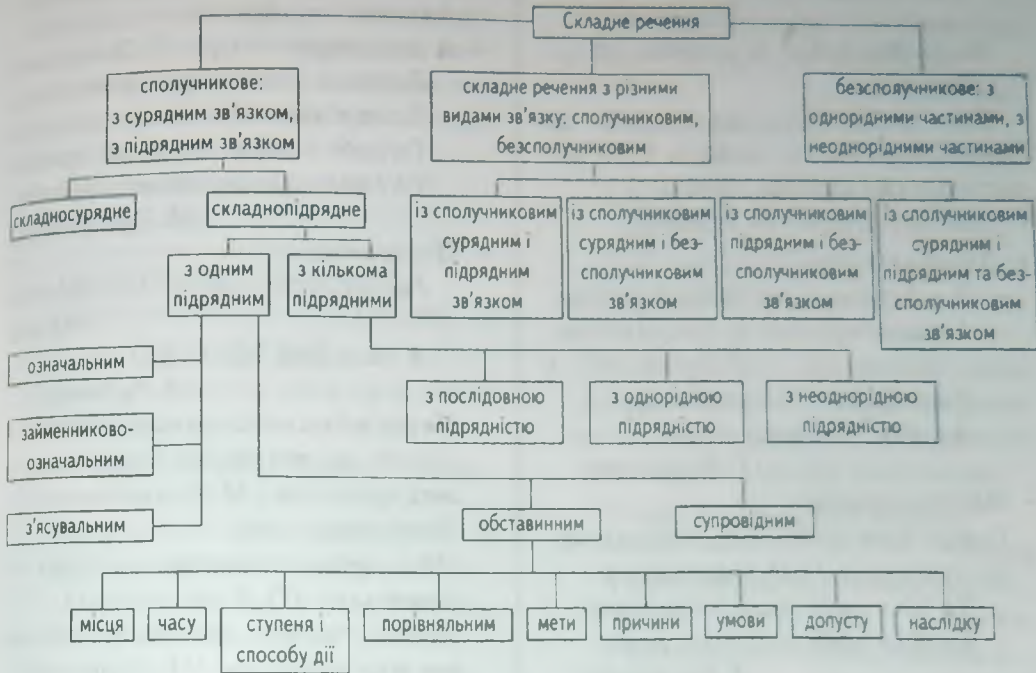 Складне речення
сполучникове:
з сурядним зв'язком,
з підрядним зв'язком
складне речення з різними
видами зв'язку: сполучниковим,
безсполучниковим
безсполучникове: з
однорідними частинами, з
неоднорідними частинами
складносурядне
складнопідрядне
із сполучниковим
сурядним і
підрядним
зв'язком
із сполучниковим
сурядним і без-
сполучниковим
зв'язком
із сполучниковим
підрядним і без-
сполучниковим
зв'язком
із сполучниковим
сурядним і
підрядним та без-
сполучниковим
зв'язком
з одним
підрядним
з кількома
підрядними
означальним
займенниково-
означальним
з'ясувальним
з послідовною
підрядністю
з однорідною
підрядністю
з неоднорідною
підрядністю
обставинним
супровідним
місця
часу
ступеня і
способу дії
порівняльним
мети
причини
умови
допусту
наслідку